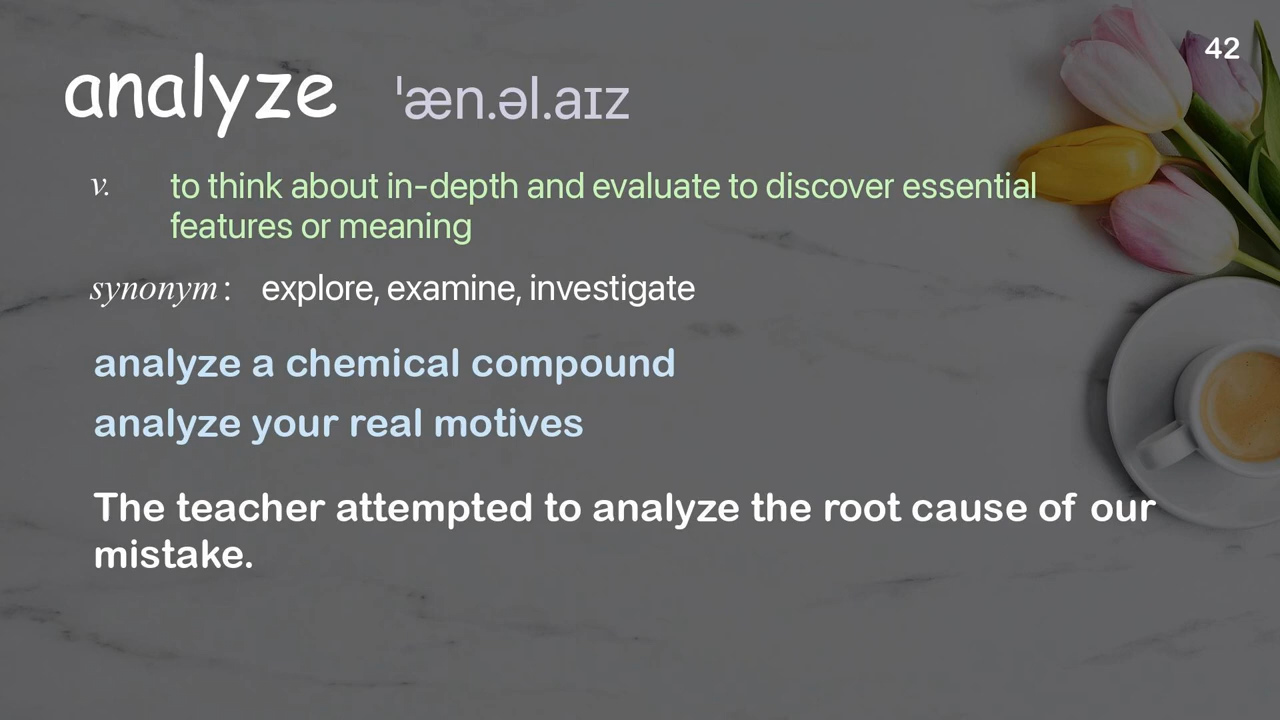 42
analyze ˈæn.əl.aɪz
v. to think about in-depth and evaluate to discover essential
features or meaning
synonym : explore, examine, investigate
analyze a chemical compound
analyze your real motives
The teacher attempted to analyze the root cause of our
mistake.